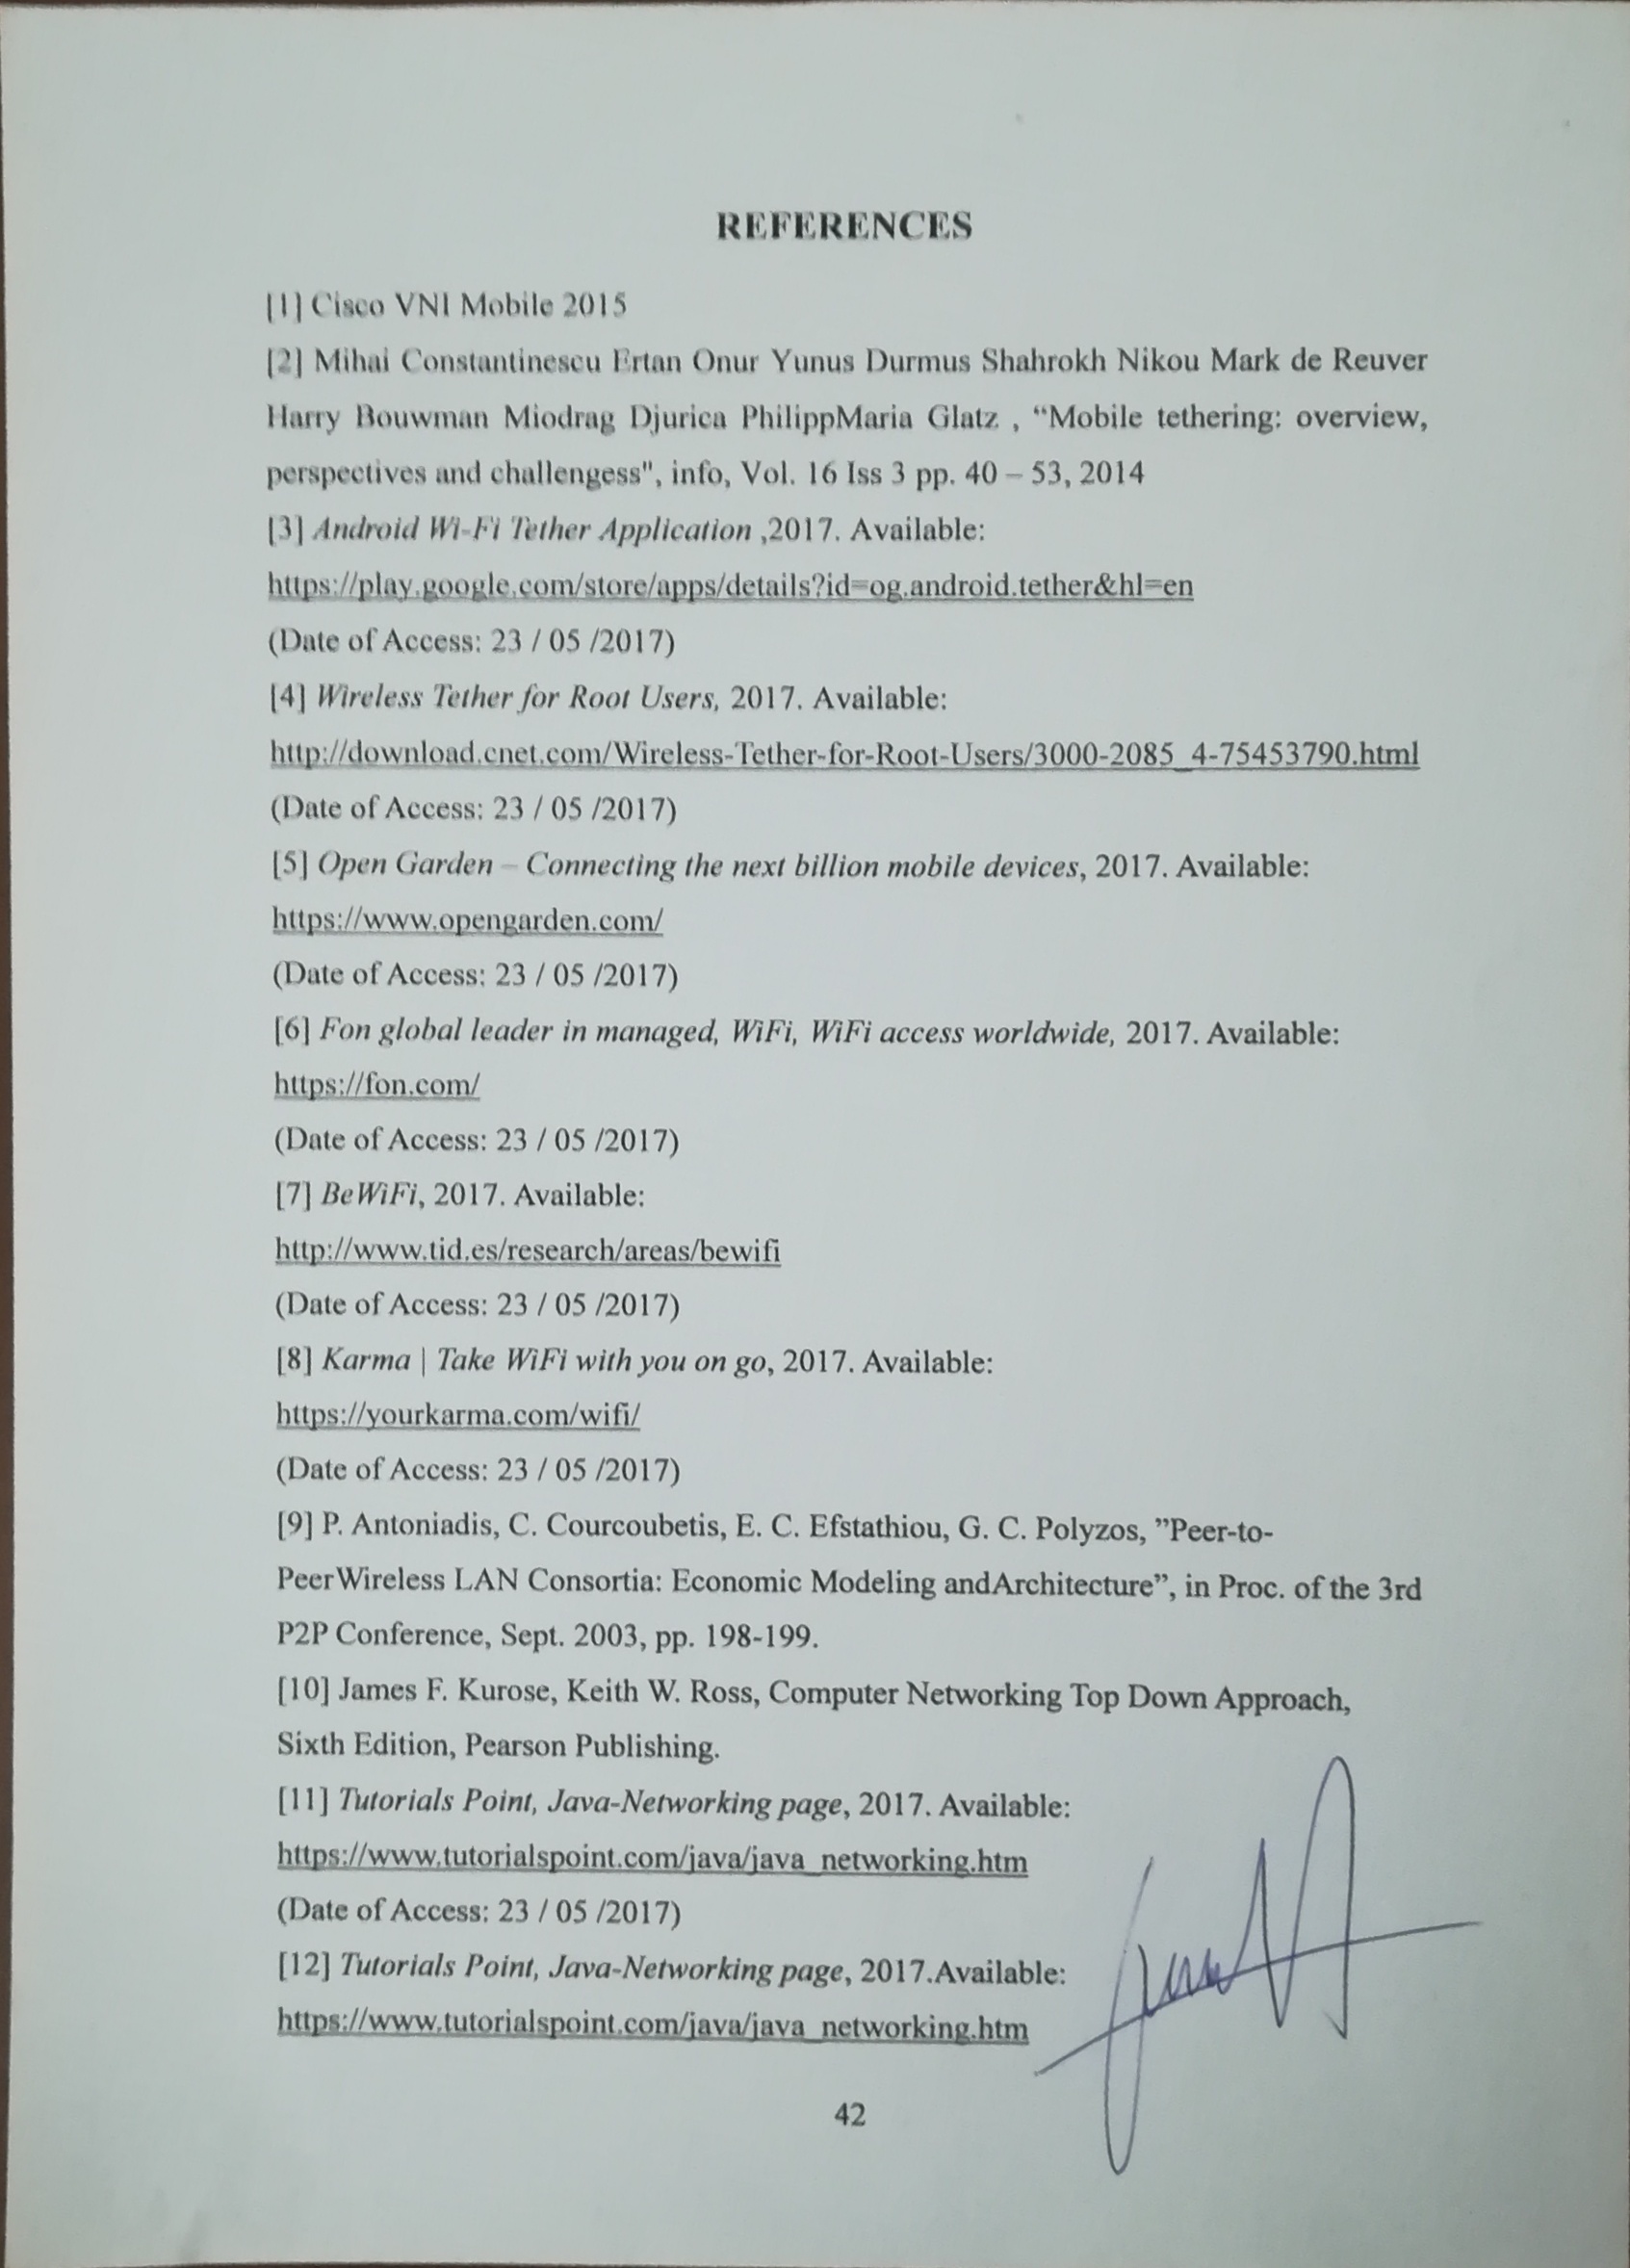 REFERENCES
[1] Cisco VNI Mobile 2015
[2] Mihai Constantinescu Ertan Onur Yunus Durmus Shahrokh Nikou Mark de Reuver
Harry Bouwman Miodrag Djurica PhilippMaria Glatz , “Mobile tethering: overview,
perspectives and challengess", info, Vol. 16 Iss 3 pp. 40 – 53, 2014
[3] Android Wi-Fi Tether Application ,2017. Available:
https://play.google.com/store/apps/details?id=og.android.tether&hl=en
(Date of Access: 23 / 05 /2017)
[4] Wireless Tether for Root Users, 2017. Available:
http://download.cnet.com/Wireless-Tether-for-Root-Users/3000-2085_4-75453790.html
(Date of Access: 23 / 05 /2017)
[5] Open Garden – Connecting the next billion mobile devices, 2017. Available:
https://www.opengarden.com/
(Date of Access: 23 / 05 /2017)
[6] Fon global leader in managed, WiFi, WiFi access worldwide, 2017. Available:
https://fon.com/
(Date of Access: 23 / 05 /2017)
[7] BeWiFi, 2017. Available:
http://www.tid.es/research/areas/bewifi
(Date of Access: 23 / 05 /2017)
[8] Karma | Take WiFi with you on go, 2017. Available:
https://yourkarma.com/wifi/
(Date of Access: 23 / 05 /2017)
[9] P. Antoniadis, C. Courcoubetis, E. C. Efstathiou, G. C. Polyzos, ”Peer-to-
PeerWireless LAN Consortia: Economic Modeling andArchitecture”, in Proc. of the 3rd
P2P Conference, Sept. 2003, pp. 198-199.
[10] James F. Kurose, Keith W. Ross, Computer Networking Top Down Approach,
Sixth Edition, Pearson Publishing.
[11] Tutorials Point, Java-Networking page, 2017. Available:
https://www.tutorialspoint.com/java/java_networking.htm
(Date of Access: 23 / 05 /2017)
[12] Tutorials Point, Java-Networking page, 2017.Available:
https://www.tutorialspoint.com/java/java_networking.htm
42